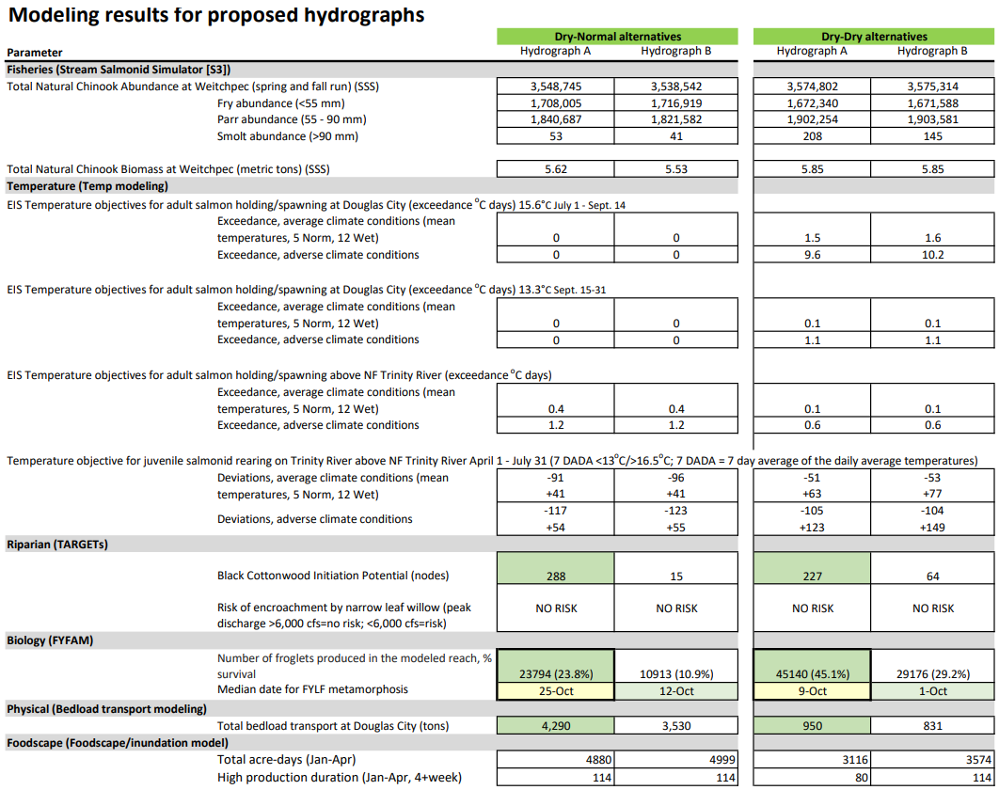 Modeling results for proposed hydrographs
Dry-Normal alternatives Dry-Dry alternatives
Parameter Hydrograph A Hydrograph B Hydrograph A Hydrograph B
Fisheries (Stream Salmonid Simulator [S3])
Total Natural Chinook Abundance at Weitchpec (spring and fall run) (SSS) 3,548,745 3,538,542 3,574,802 3,575,314
Fry abundance (<55 mm) 1,708,005 1,716,919 1,672,340 1,671,588
Parr abundance (55 - 90 mm) 1,840,687 1,821,582 1,902,254 1,903,581
Smolt abundance (>90 mm) 53 41 208 145
Total Natural Chinook Biomass at Weitchpec (metric tons) (SSS) 5.62 5.53 5.85 5.85
Temperature (Temp modeling)
EIS Temperature objectives for adult salmon holding/spawning at Douglas City (exceedance °C days) 15.6°C July 1 - Sept. 14
Exceedance, average climate conditions (mean
temperatures, 5 Norm, 12 Wet) 0 0 1.5 1.6
Exceedance, adverse climate conditions 0 0 9.6 10.2
EIS Temperature objectives for adult salmon holding/spawning at Douglas City (exceedance °C days) 13.3°C Sept. 15-31
Exceedance, average climate conditions (mean
temperatures, 5 Norm, 12 Wet) 0 0 0.1 0.1
Exceedance, adverse climate conditions 0 0 1.1 1.1
EIS Temperature objectives for adult salmon holding/spawning above NF Trinity River (exceedance °C days)
Exceedance, average climate conditions (mean
temperatures, 5 Norm, 12 Wet) 0.4 0.4 0.1 0.1
Exceedance, adverse climate conditions 1.2 1.2 0.6 0.6
Temperature objective for juvenile salmonid rearing on Trinity River above NF Trinity River April 1 - July 31 (7 DADA <13°C/>16.5°C; 7 DADA = 7 day average of the daily average temperatures)
Deviations, average climate conditions (mean -91 -96 -51 -53
temperatures, 5 Norm, 12 Wet) +41 +41 +63 +77
-117 -123 -105 -104
Deviations, adverse climate conditions
+54 +55 +123 +149
Riparian (TARGETs)
Black Cottonwood Initiation Potential (nodes) 288 15 227 64
Risk of encroachment by narrow leaf willow (peak NO RISK NO RISK NO RISK NO RISK
discharge >6,000 cfs=no risk; <6,000 cfs=risk)
Biology (FYFAM)
Number of froglets produced in the modeled reach, %
survival 23794 (23.8%) 10913 (10.9%) 45140 (45.1%) 29176 (29.2%)
Median date for FYLF metamorphosis 25-Oct 12-Oct 9-Oct 1-Oct
Physical (Bedload transport modeling)
Total bedload transport at Douglas City (tons) 4,290 3,530 950 831
Foodscape (Foodscape/inundation model)
Total acre-days (Jan-Apr) 4880 4999 3116 3574
High production duration (Jan-Apr, 4+week) 114 114 80 114